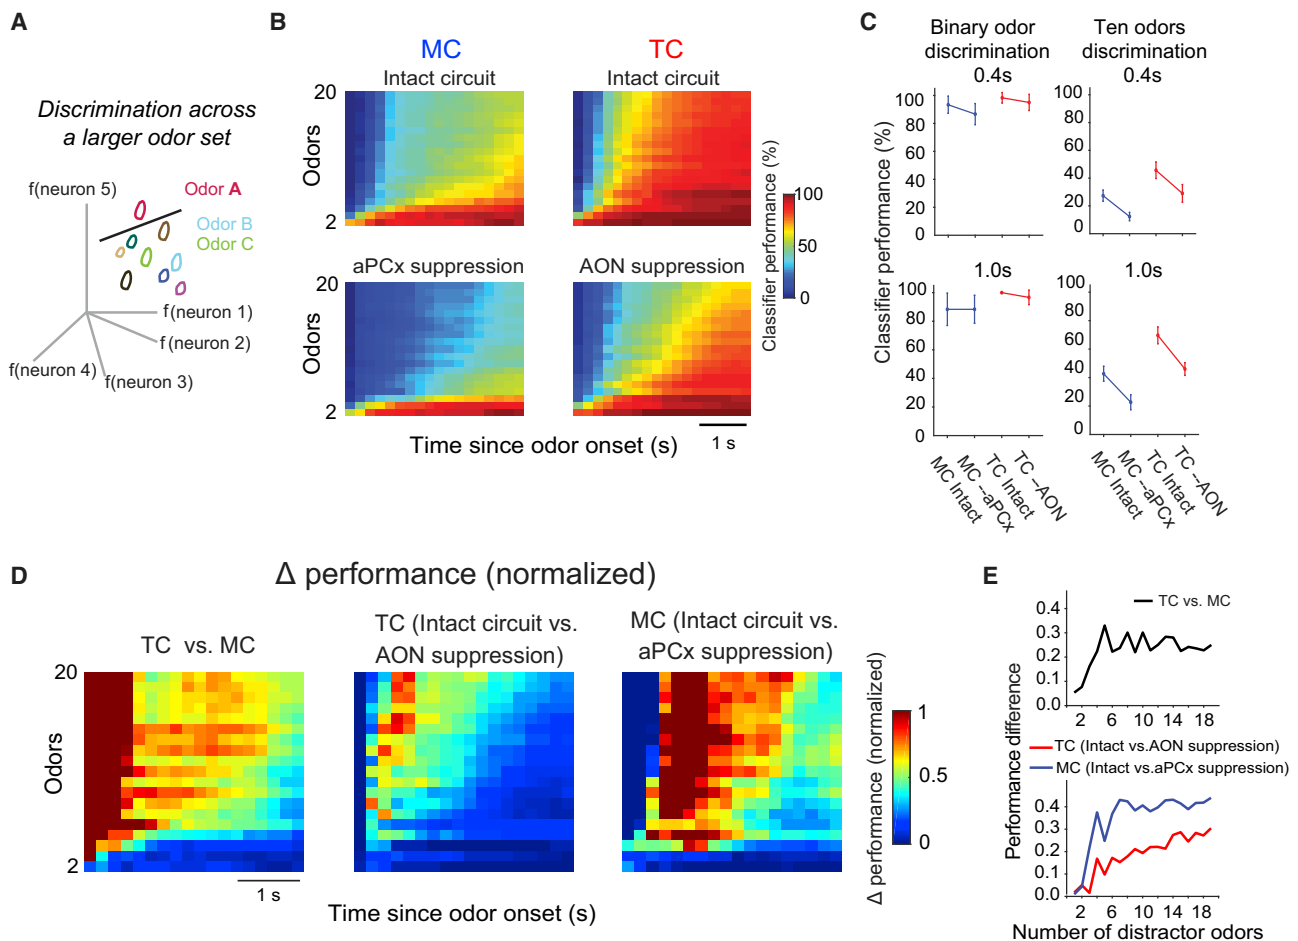 A
Discrimination across
a larger odor set
f(neuron 5)
Odor A
Odor B
Odor C
f(neuron 1)
f(neuron 2)
f(neuron 4)
f(neuron 3)
B
MC
TC
Intact circuit
Intact circuit
20
Odors
2
aPCx suppression
AON suppression
20
Odors
2
Time since odor onset (s)
1 s
Classifier performance (%)
100
50
0
C
Binary odor
discrimination
0.4s
Ten odors
discrimination
0.4s
100
80
60
40
20
0
100
80
60
40
20
0
1.0s
1.0s
100
80
60
40
20
0
100
80
60
40
20
0
Classifier performance (%)
MC Intact
MC –aPCx
TC Intact
TC –AON
MC Intact
MC –aPCx
TC Intact
TC –AON
D
Δ performance (normalized)
TC vs. MC
TC (Intact circuit vs.
AON suppression)
MC (Intact circuit vs.
aPCx suppression)
20
Odors
2
1 s
Time since odor onset (s)
Δ performance (normalized)
1
0.5
0
E
TC vs. MC
0.4
0.3
0.2
0.1
0.0
2 6 10 14 18
Performance difference
TC (Intact vs.AON suppression)
MC (Intact vs.aPCx suppression)
0.4
0.3
0.2
0.1
0.0
2 6 10 14 18
Number of distractor odors